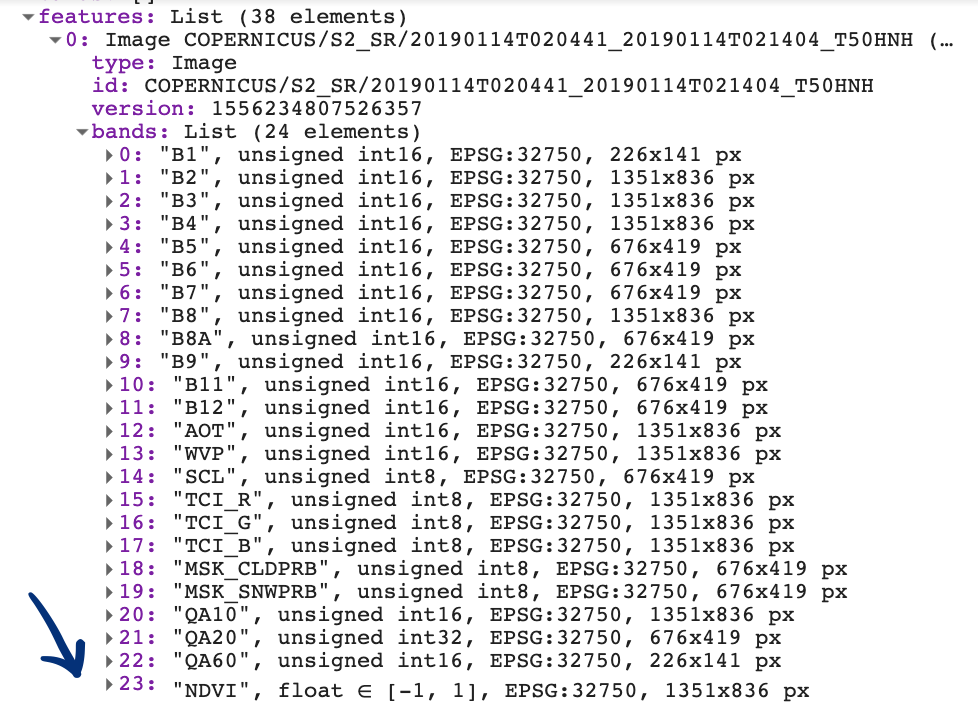 features: List (38 elements)
0: Image COPERNICUS/S2_SR/20190114T020441_20190114T021404_T50HNH (…
type: Image
id: COPERNICUS/S2_SR/20190114T020441_20190114T021404_T50HNH
version: 1556234807526357
bands: List (24 elements)
0: "B1", unsigned int16, EPSG:32750, 226x141 px
1: "B2", unsigned int16, EPSG:32750, 1351x836 px
2: "B3", unsigned int16, EPSG:32750, 1351x836 px
3: "B4", unsigned int16, EPSG:32750, 1351x836 px
4: "B5", unsigned int16, EPSG:32750, 676x419 px
5: "B6", unsigned int16, EPSG:32750, 676x419 px
6: "B7", unsigned int16, EPSG:32750, 676x419 px
7: "B8", unsigned int16, EPSG:32750, 1351x836 px
8: "B8A", unsigned int16, EPSG:32750, 676x419 px
9: "B9", unsigned int16, EPSG:32750, 226x141 px
10: "B11", unsigned int16, EPSG:32750, 676x419 px
11: "B12", unsigned int16, EPSG:32750, 676x419 px
12: "AOT", unsigned int16, EPSG:32750, 1351x836 px
13: "WVP", unsigned int16, EPSG:32750, 1351x836 px
14: "SCL", unsigned int8, EPSG:32750, 676x419 px
15: "TCI_R", unsigned int8, EPSG:32750, 1351x836 px
16: "TCI_G", unsigned int8, EPSG:32750, 1351x836 px
17: "TCI_B", unsigned int8, EPSG:32750, 1351x836 px
18: "MSK_CLDPRB", unsigned int8, EPSG:32750, 676x419 px
19: "MSK_SNWPRB", unsigned int8, EPSG:32750, 676x419 px
20: "QA10", unsigned int16, EPSG:32750, 1351x836 px
21: "QA20", unsigned int32, EPSG:32750, 676x419 px
22: "QA60", unsigned int16, EPSG:32750, 226x141 px
23: "NDVI", float ∈ [-1, 1], EPSG:32750, 1351x836 px